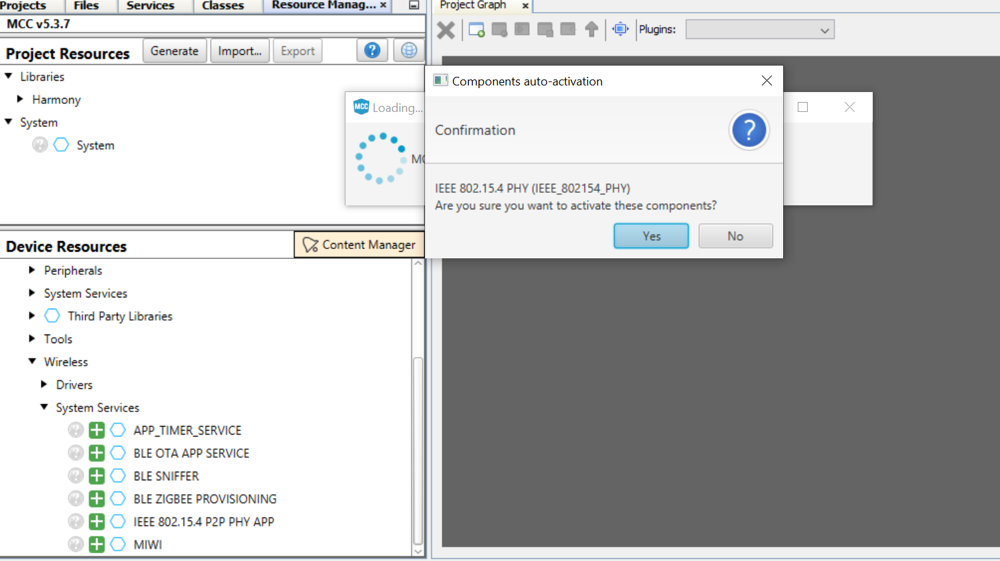 Projects Files Services Classes Resource Manag... ×
Project Graph ×
MCC v5.3.7
Plugins:
Project Resources Generate Import... Export ?
Libraries
Harmony
System
? System
Components auto-activation
MCC Loading...
Confirmation ?
MC
IEEE 802.15.4 PHY (IEEE_802154_PHY)
Are you sure you want to activate these components?
Yes No
Device Resources Content Manager
Peripherals
System Services
Third Party Libraries
Tools
Wireless
Drivers
System Services
? APP_TIMER_SERVICE
? BLE OTA APP SERVICE
? BLE SNIFFER
? BLE ZIGBEE PROVISIONING
? IEEE 802.15.4 P2P PHY APP
? MIWI